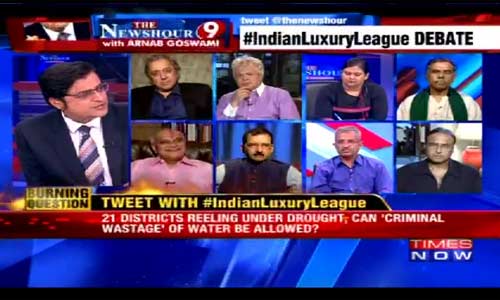 THE
NEWSHOUR 9
WITH ARNAB GOSWAMI
tweet @thenewshour
#IndianLuxuryLeague DEBATE
BURNING
QUESTION
TWEET WITH #IndianLuxuryLeague
21 DISTRICTS REELING UNDER DROUGHT, CAN 'CRIMINAL
WASTAGE' OF WATER BE ALLOWED?
TIMES
NOW